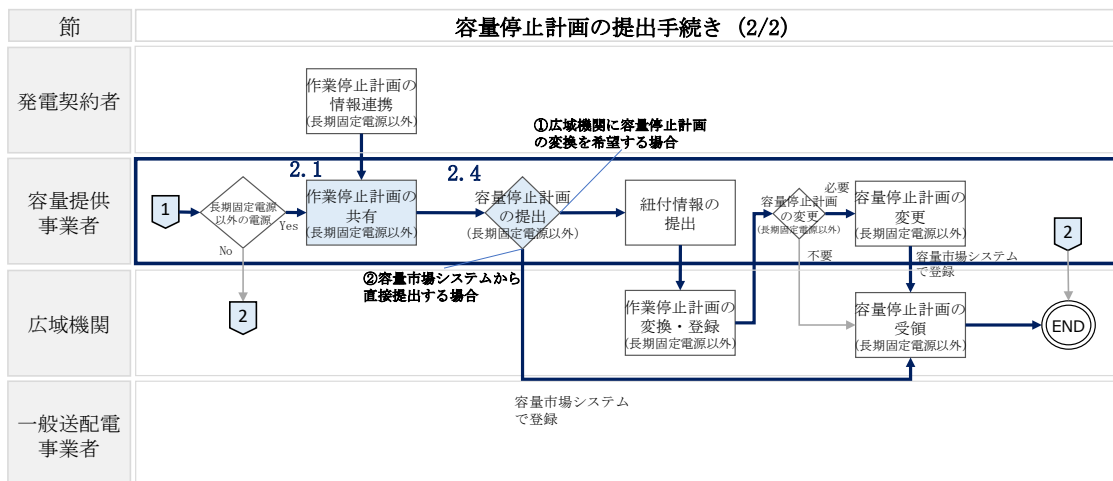 節
容量停止計画の提出手続き (2/2)
発電契約者
作業停止計画の
情報連携
(長期固定電源以外)
①広域機関に容量停止計画
の変換を希望する場合
容量提供
事業者
1
長期固定電源
以外の電源
Yes
No
2.1
作業停止計画の
共有
(長期固定電源以外)
2.4
容量停止計画
の提出
(長期固定電源以外)
紐付情報の
提出
容量停止計画
の変更
(長期固定電源以外)
必要
不要
容量停止計画の
変更
(長期固定電源以外)
容量市場システム
で登録
2
②容量市場システムから
直接提出する場合
広域機関
2
作業停止計画の
変換・登録
(長期固定電源以外)
容量停止計画の
受領
(長期固定電源以外)
END
容量市場システム
で登録
一般送配電
事業者